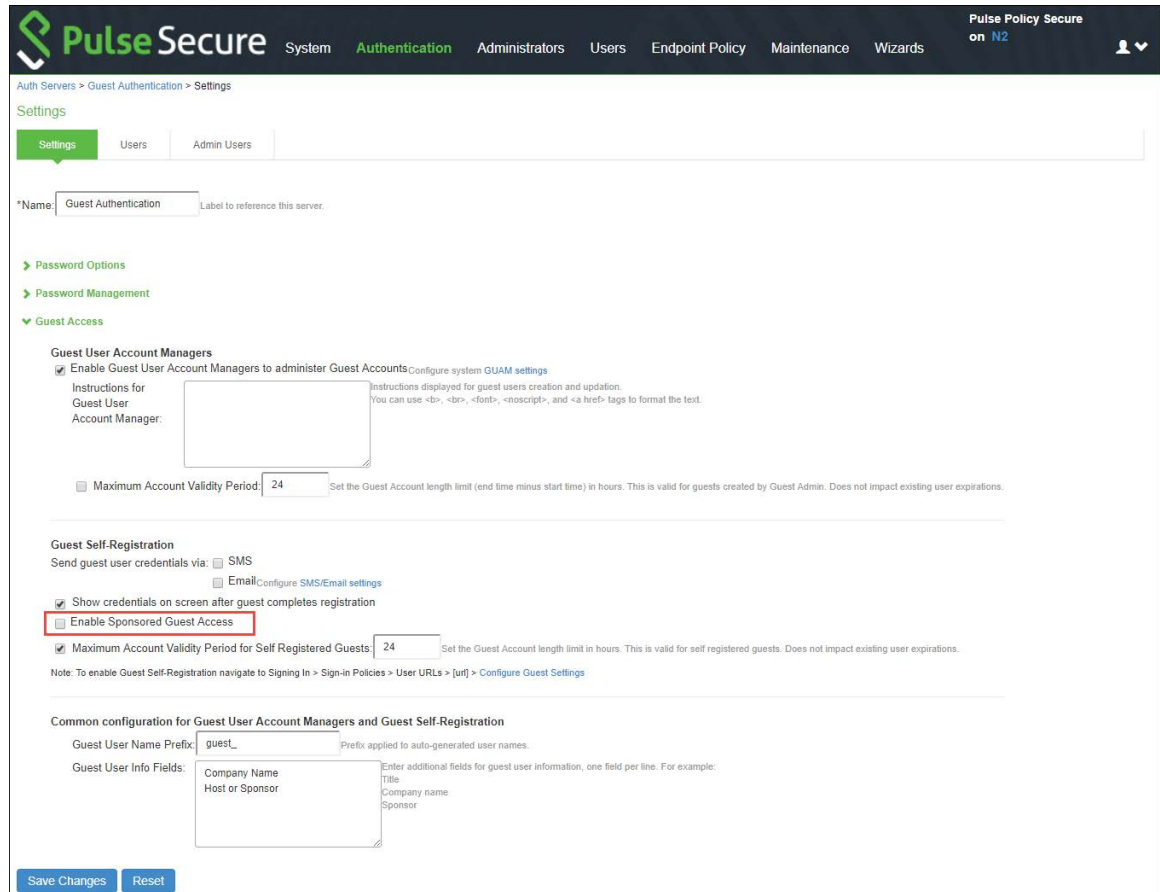 Pulse Secure System Authentication Administrators Users Endpoint Policy Maintenance Wizards
Pulse Policy Secure
on N2
Auth Servers > Guest Authentication > Settings
Settings
Settings Users Admin Users
*Name: Guest Authentication Label to reference this server.
Password Options
Password Management
Guest Access
Guest User Account Managers
Enable Guest User Account Managers to administer Guest Accounts Configure system GUAM settings
Instructions for
Guest User
Account Manager:
Instructions displayed for guest users creation and updation.
You can use <b>, <br>, <font>, <noscript>, and <a href> tags to format the text.
Maximum Account Validity Period: 24 Set the Guest Account length limit (end time minus start time) in hours. This is valid for guests created by Guest Admin. Does not impact existing user expirations.
Guest Self-Registration
Send guest user credentials via: SMS
Email Configure SMS/Email settings
Show credentials on screen after guest completes registration
Enable Sponsored Guest Access
Maximum Account Validity Period for Self Registered Guests: 24 Set the Guest Account length limit in hours. This is valid for self registered guests. Does not impact existing user expirations.
Note: To enable Guest Self-Registration navigate to Signing In > Sign-in Policies > User URLs > [url] > Configure Guest Settings
Common configuration for Guest User Account Managers and Guest Self-Registration
Guest User Name Prefix: guest_ Prefix applied to auto-generated user names.
Guest User Info Fields:
Company Name
Host or Sponsor
Enter additional fields for guest user information, one field per line. For example:
Title
Company name
Sponsor
Save Changes Reset